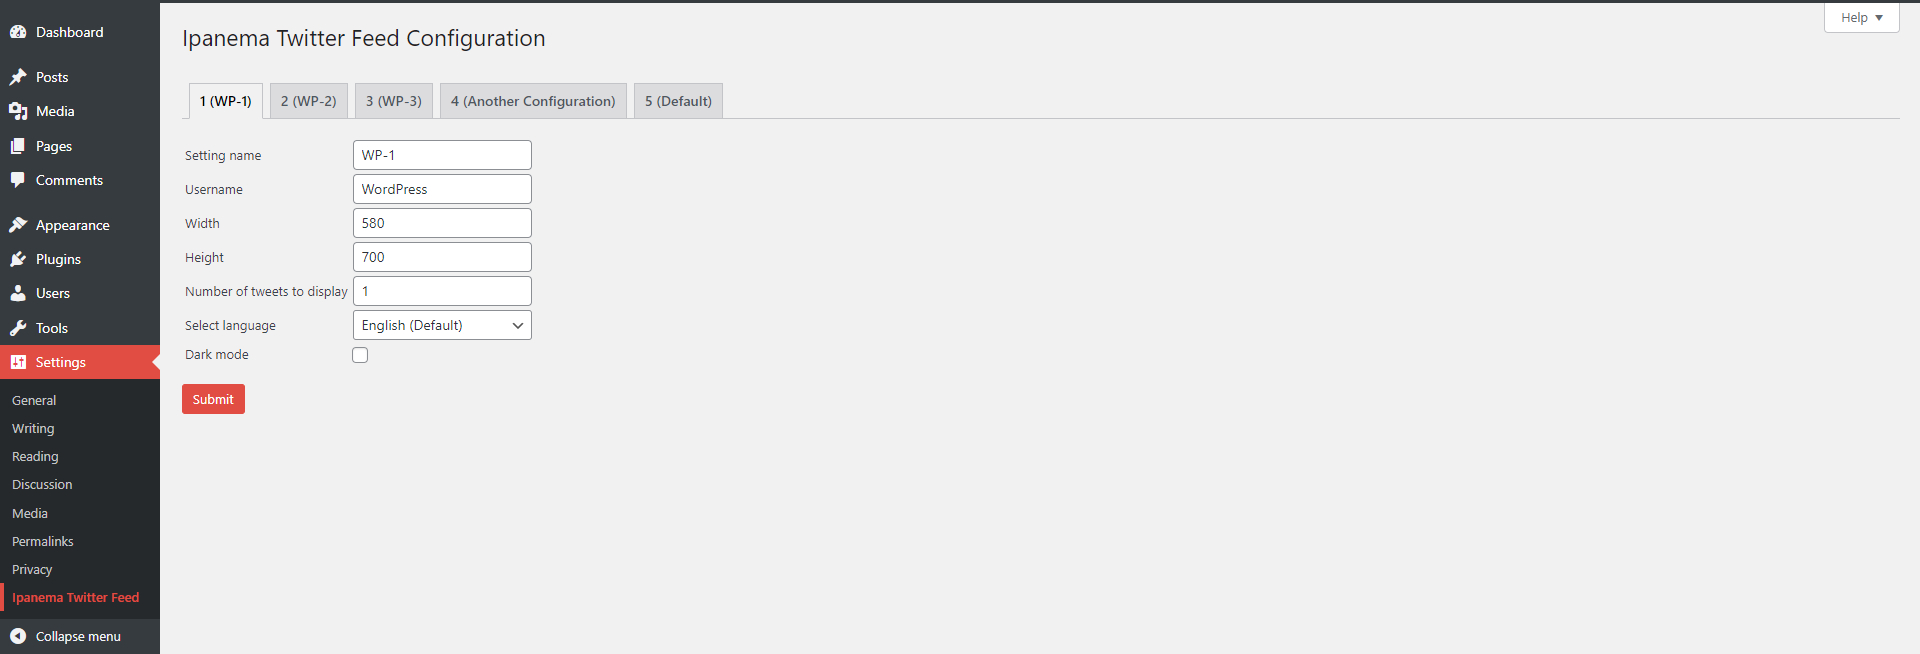 Dashboard
Posts
Media
Pages
Comments
Appearance
Plugins
Users
Tools
Settings
General
Writing
Reading
Discussion
Media
Permalinks
Privacy
Ipanema Twitter Feed
Collapse menu
Help
Ipanema Twitter Feed Configuration
1 (WP-1) 2 (WP-2) 3 (WP-3) 4 (Another Configuration) 5 (Default)
Setting name WP-1
Username WordPress
Width 580
Height 700
Number of tweets to display 1
Select language English (Default)
Dark mode
Submit